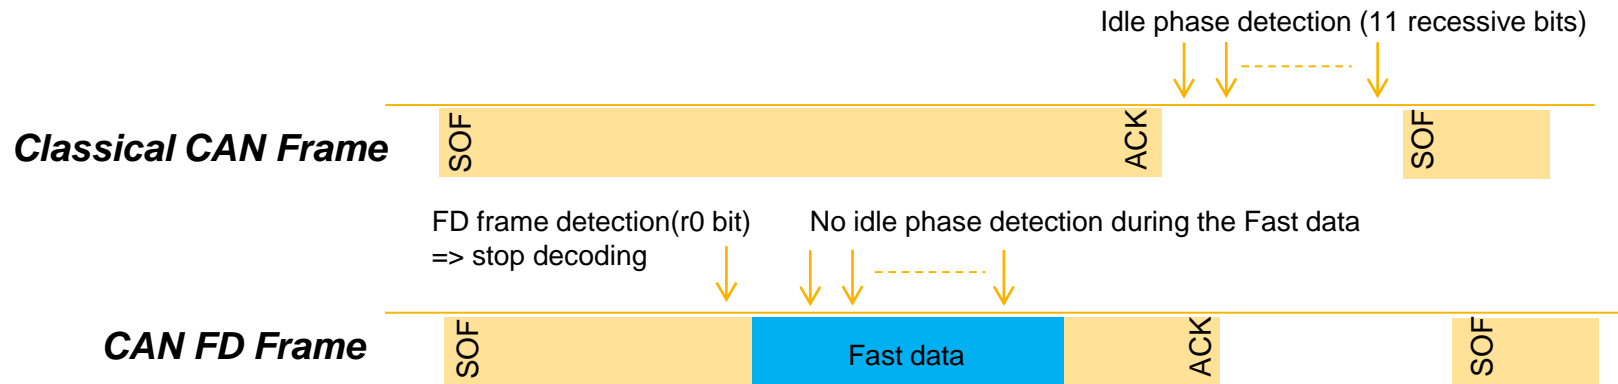 Idle phase detection (11 recessive bits)
Classical CAN Frame
SOF
ACK
SOF
FD frame detection(r0 bit)
=> stop decoding
No idle phase detection during the Fast data
CAN FD Frame
SOF
Fast data
ACK
SOF